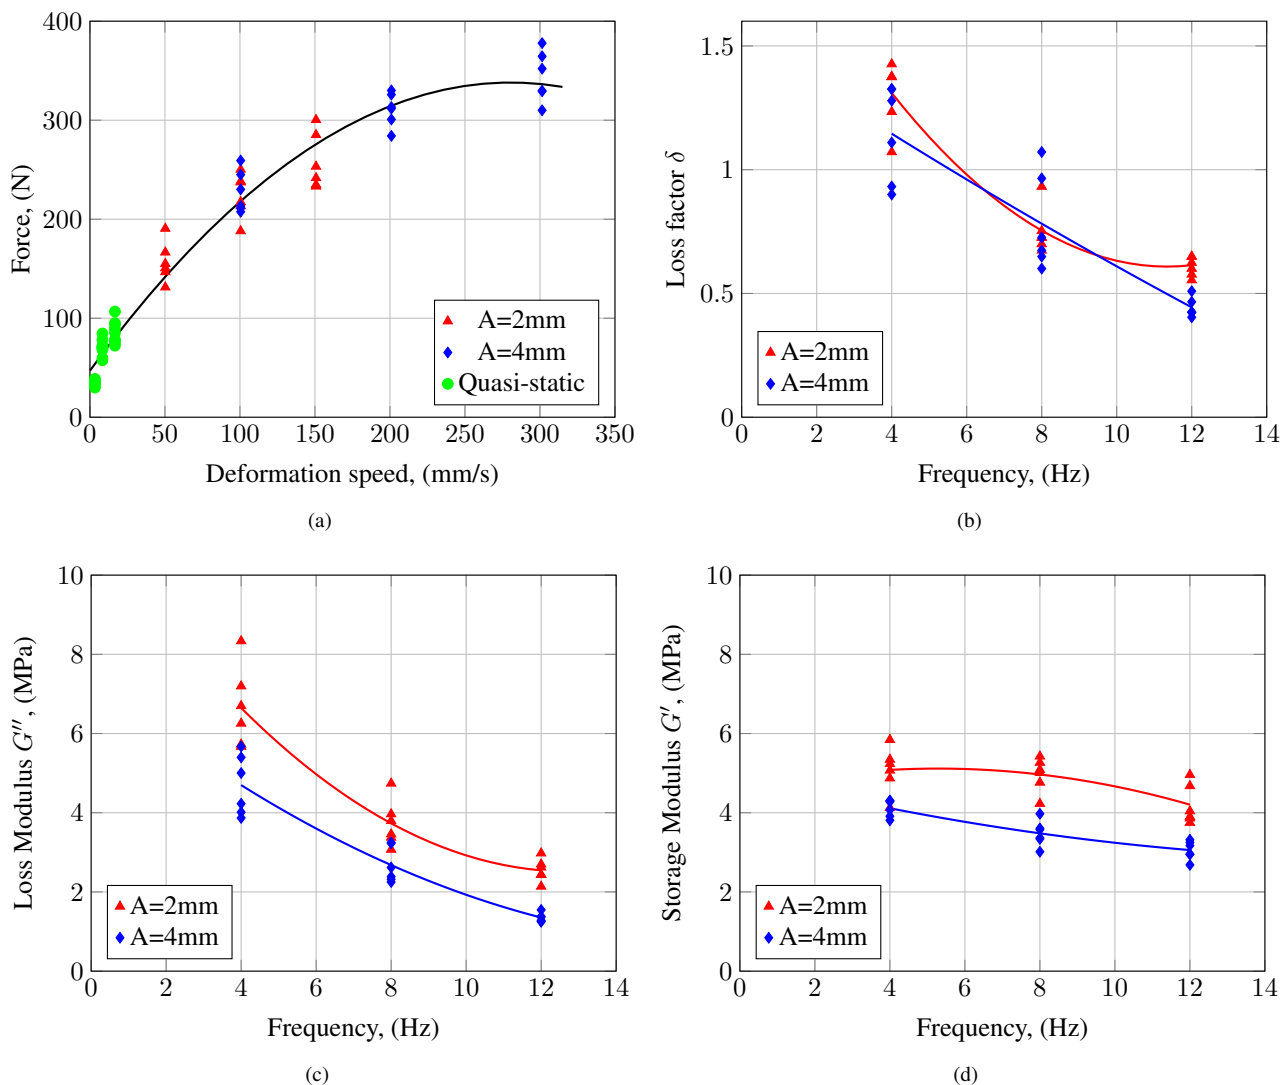 400
300
200
100
0
Force, (N)
A=2mm
A=4mm
Quasi-static
0 50 100 150 200 250 300 350
Deformation speed, (mm/s)
(a)
1.5
1
0.5
0
Loss factor δ
A=2mm
A=4mm
0 2 4 6 8 10 12 14
Frequency, (Hz)
(b)
10
8
6
4
2
0
Loss Modulus G′′, (MPa)
A=2mm
A=4mm
0 2 4 6 8 10 12 14
Frequency, (Hz)
(c)
10
8
6
4
2
0
Storage Modulus G′, (MPa)
A=2mm
A=4mm
0 2 4 6 8 10 12 14
Frequency, (Hz)
(d)